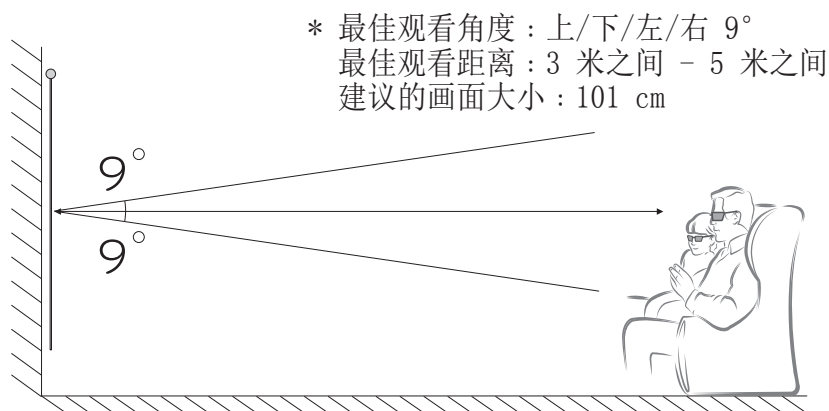 * 最佳观看角度：上/下/左/右 9°
最佳观看距离：3 米之间 - 5 米之间
建议的画面大小：101 cm
9°
9°